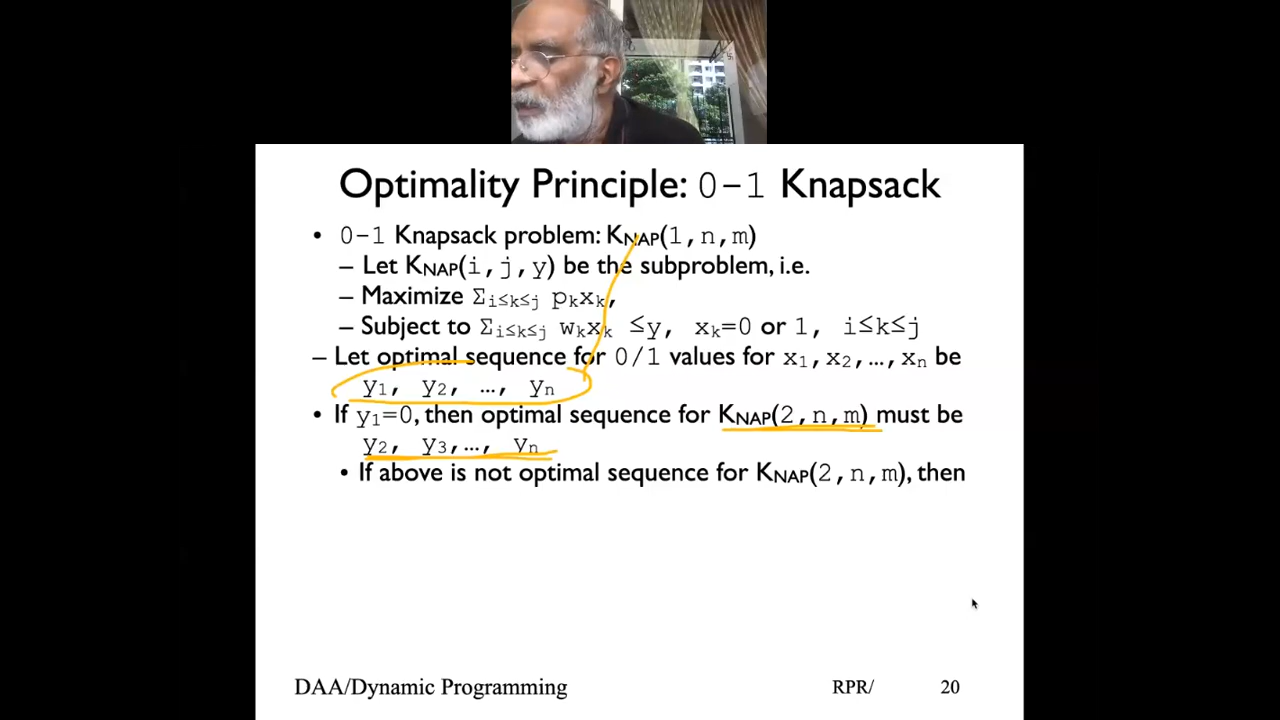 Optimality Principle: 0-1 Knapsack
• 0-1 Knapsack problem: KNAP(1,n,m)
– Let KNAP(i,j,y) be the subproblem, i.e.
– Maximize Σi≤k≤j pkxk,
– Subject to Σi≤k≤j wkxk ≤y, xk=0 or 1, i≤k≤j
– Let optimal sequence for 0/1 values for x1,x2,…,xn be
y1, y2, …, yn
• If y1=0, then optimal sequence for KNAP(2,n,m) must be
y2, y3,…, yn
• If above is not optimal sequence for KNAP(2,n,m), then
DAA/Dynamic Programming RPR/ 20